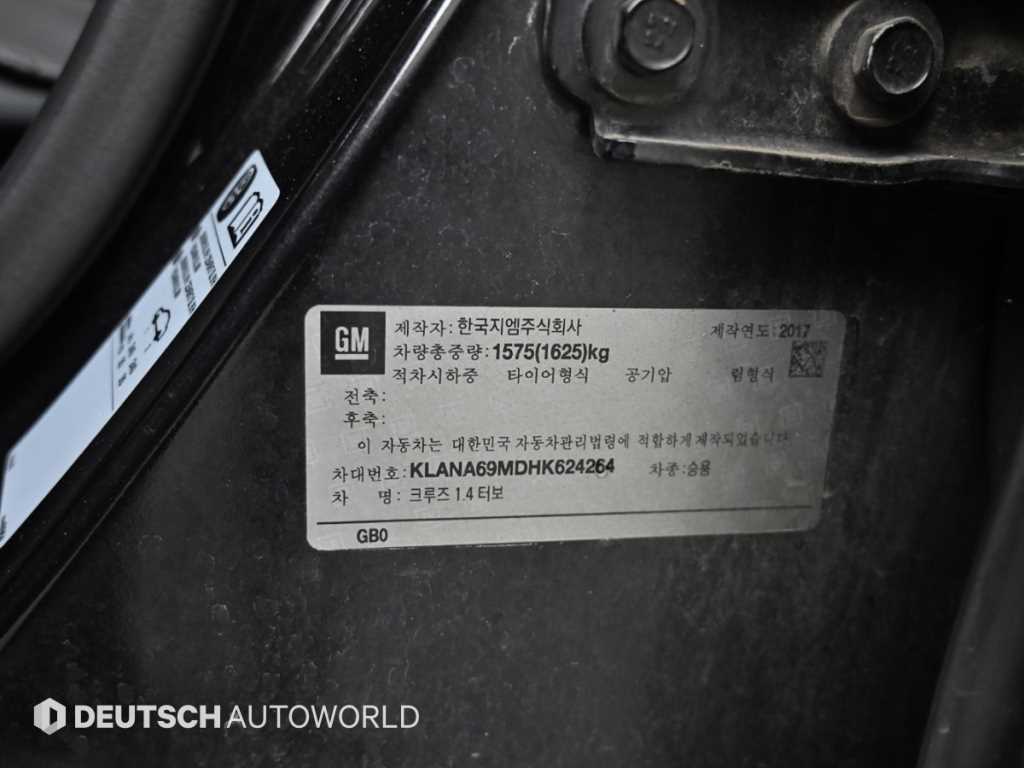 GM
제작자: 한국지엠주식회사 제작연도: 2017
차량총중량: 1575(1625)kg
적차시하중 타이어형식 공기압 림형식
전축:
후축:
이 자동차는 대한민국 자동차관리법령에 적합하게 제작되었습니다
차대번호: KLANA69MDHK624264 차종:승용
차 명 : 크루즈 1.4 터보
GB0
DEUTSCH AUTOWORLD